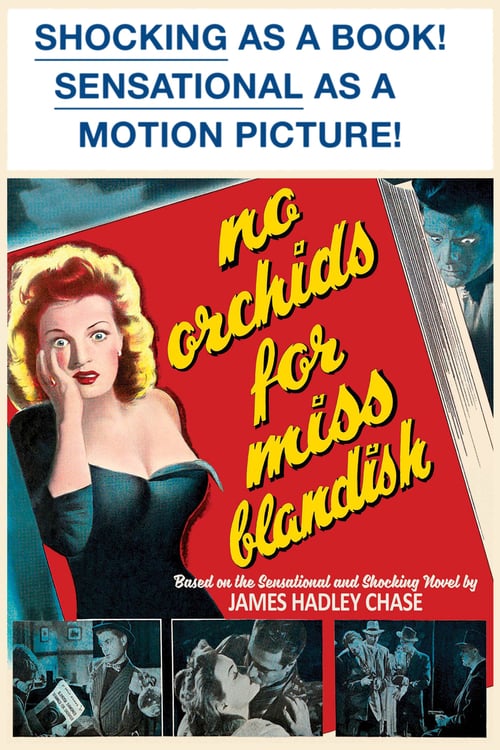 SHOCKING AS A BOOK!
SENSATIONAL AS A
MOTION PICTURE!
no
orchids
for
miss
blandish
Based on the Sensational and Shocking Novel by
JAMES HADLEY CHASE